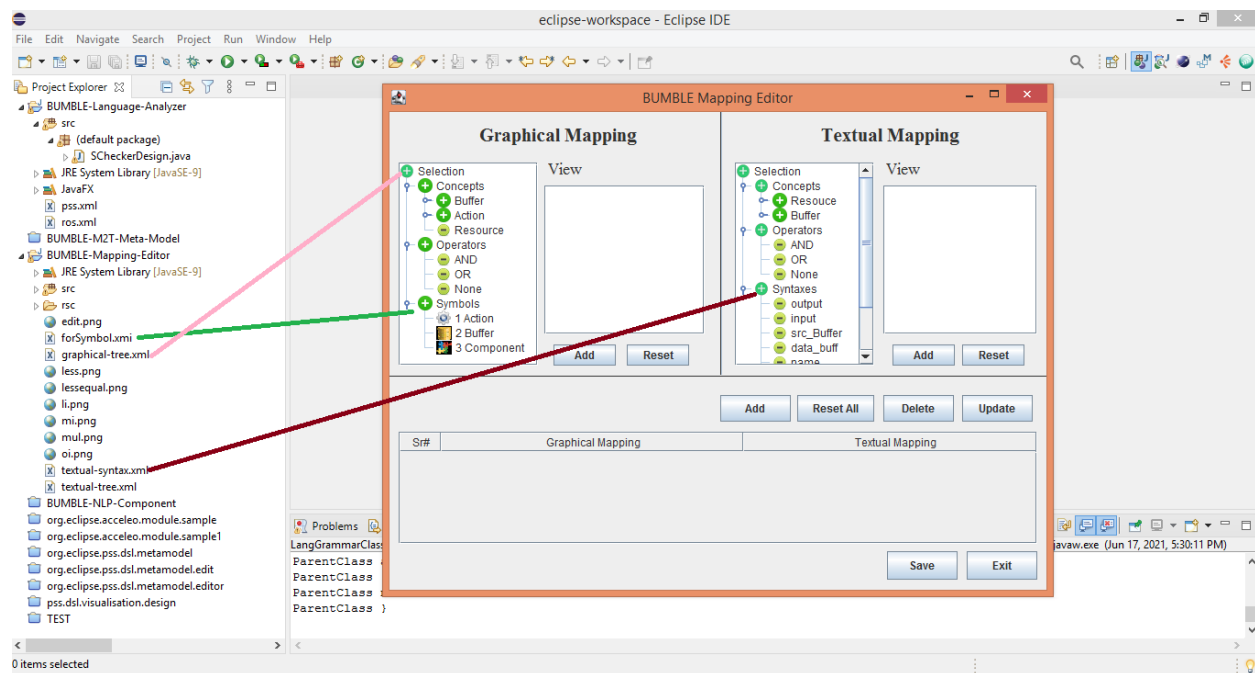 eclipse-workspace - Eclipse IDE
File Edit Navigate Search Project Run Window Help
Project Explorer
BUMBLE-Language-Analyzer
src
(default package)
SCheckerDesign.java
JRE System Library [JavaSE-9]
JavaFX
pss.xml
ros.xml
BUMBLE-M2T-Meta-Model
BUMBLE-Mapping-Editor
JRE System Library [JavaSE-9]
src
rsc
edit.png
forSymbol.xmi
graphical-tree.xml
less.png
lessequal.png
li.png
mi.png
mul.png
oi.png
textual-syntax.xml
textual-tree.xml
BUMBLE-NLP-Component
org.eclipse.acceleo.module.sample
org.eclipse.acceleo.module.sample1
org.eclipse.pss.dsl.metamodel
org.eclipse.pss.dsl.metamodel.edit
org.eclipse.pss.dsl.metamodel.editor
pss.dsl.visualisation.design
TEST
0 items selected
BUMBLE Mapping Editor
Graphical Mapping
Selection
Concepts
Buffer
Action
Resource
Operators
AND
OR
None
Symbols
1 Action
2 Buffer
3 Component
View
Add Reset
Textual Mapping
Selection
Concepts
Resouce
Buffer
Operators
AND
OR
None
Syntaxes
output
input
src_Buffer
data_buff
name
View
Add Reset
Add Reset All Delete Update
Sr# Graphical Mapping Textual Mapping
Save Exit
Problems
LangGrammarClas
javaw.exe (Jun 17, 2021, 5:30:11 PM)
ParentClass
ParentClass
ParentClass
ParentClass }